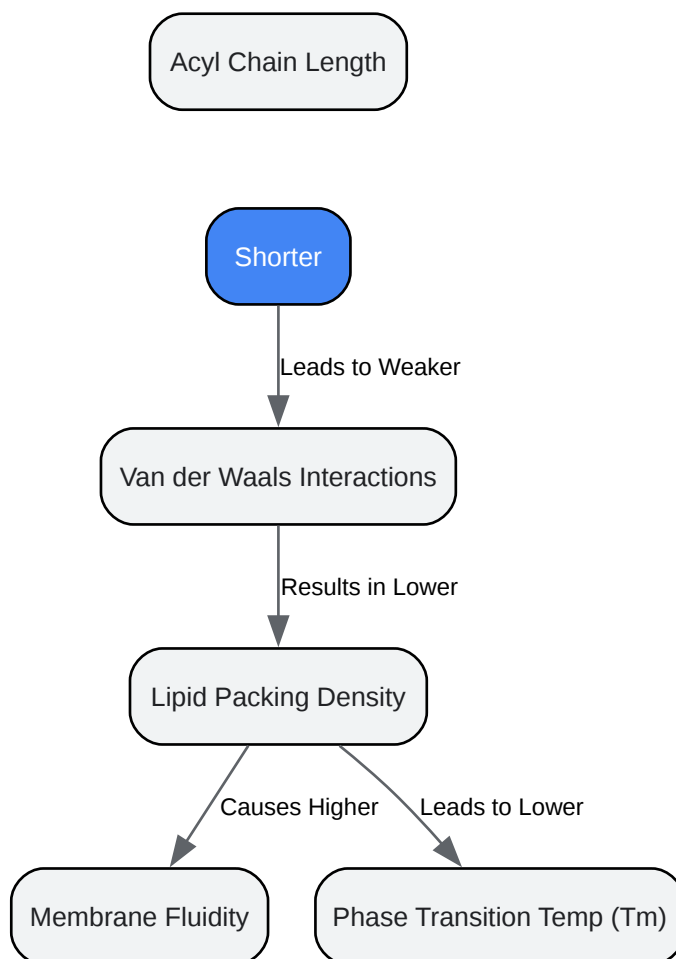 Acyl Chain Length
Shorter
Leads to Weaker
Van der Waals Interactions
Results in Lower
Lipid Packing Density
Causes Higher
Leads to Lower
Membrane Fluidity
Phase Transition Temp (Tm)